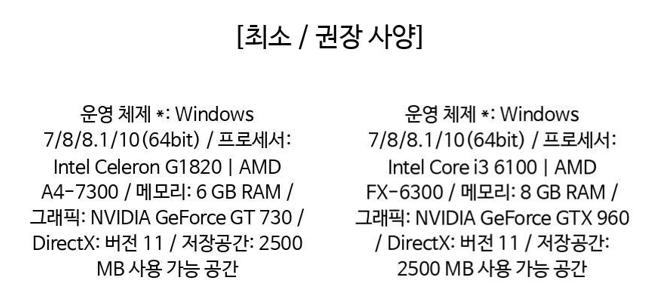 [최소 / 권장 사양]
운영 체제 *: Windows
7/8/8.1/10(64bit) / 프로세서:
Intel Celeron G1820 | AMD
A4-7300 / 메모리: 6 GB RAM /
그래픽: NVIDIA GeForce GT 730 /
DirectX: 버전 11 / 저장공간: 2500
MB 사용 가능 공간
운영 체제 *: Windows
7/8/8.1/10(64bit) / 프로세서:
Intel Core i3 6100 | AMD
FX-6300 / 메모리: 8 GB RAM /
그래픽: NVIDIA GeForce GTX 960
/ DirectX: 버전 11 / 저장공간:
2500 MB 사용 가능 공간